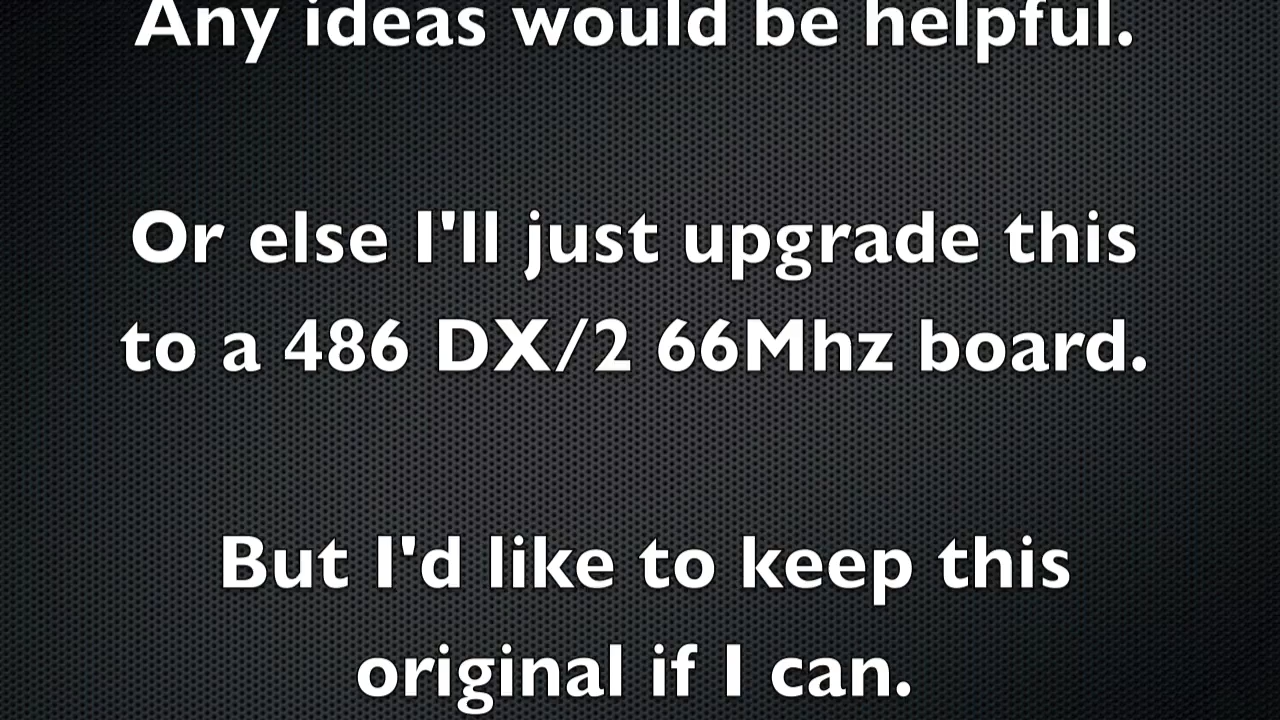 Any ideas would be helpful.
Or else I'll just upgrade this
to a 486 DX/2 66Mhz board.
But I'd like to keep this
original if I can.